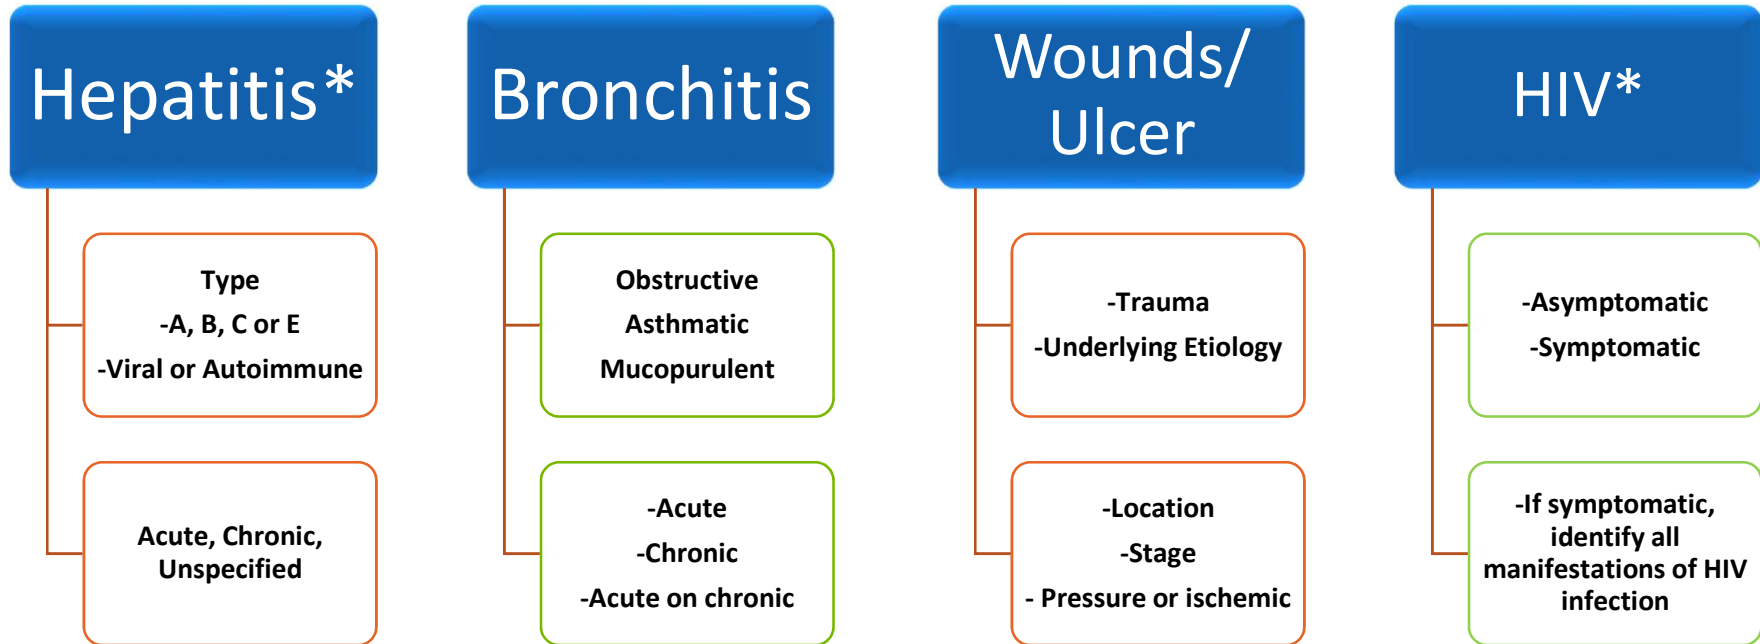 Hepatitis*
Type
-A, B, C or E
-Viral or Autoimmune
Acute, Chronic,
Unspecified
Bronchitis
Obstructive
Asthmatic
Mucopurulent
-Acute
-Chronic
-Acute on chronic
Wounds/
Ulcer
-Trauma
-Underlying Etiology
-Location
-Stage
- Pressure or ischemic
HIV*
-Asymptomatic
-Symptomatic
-If symptomatic,
identify all
manifestations of HIV
infection